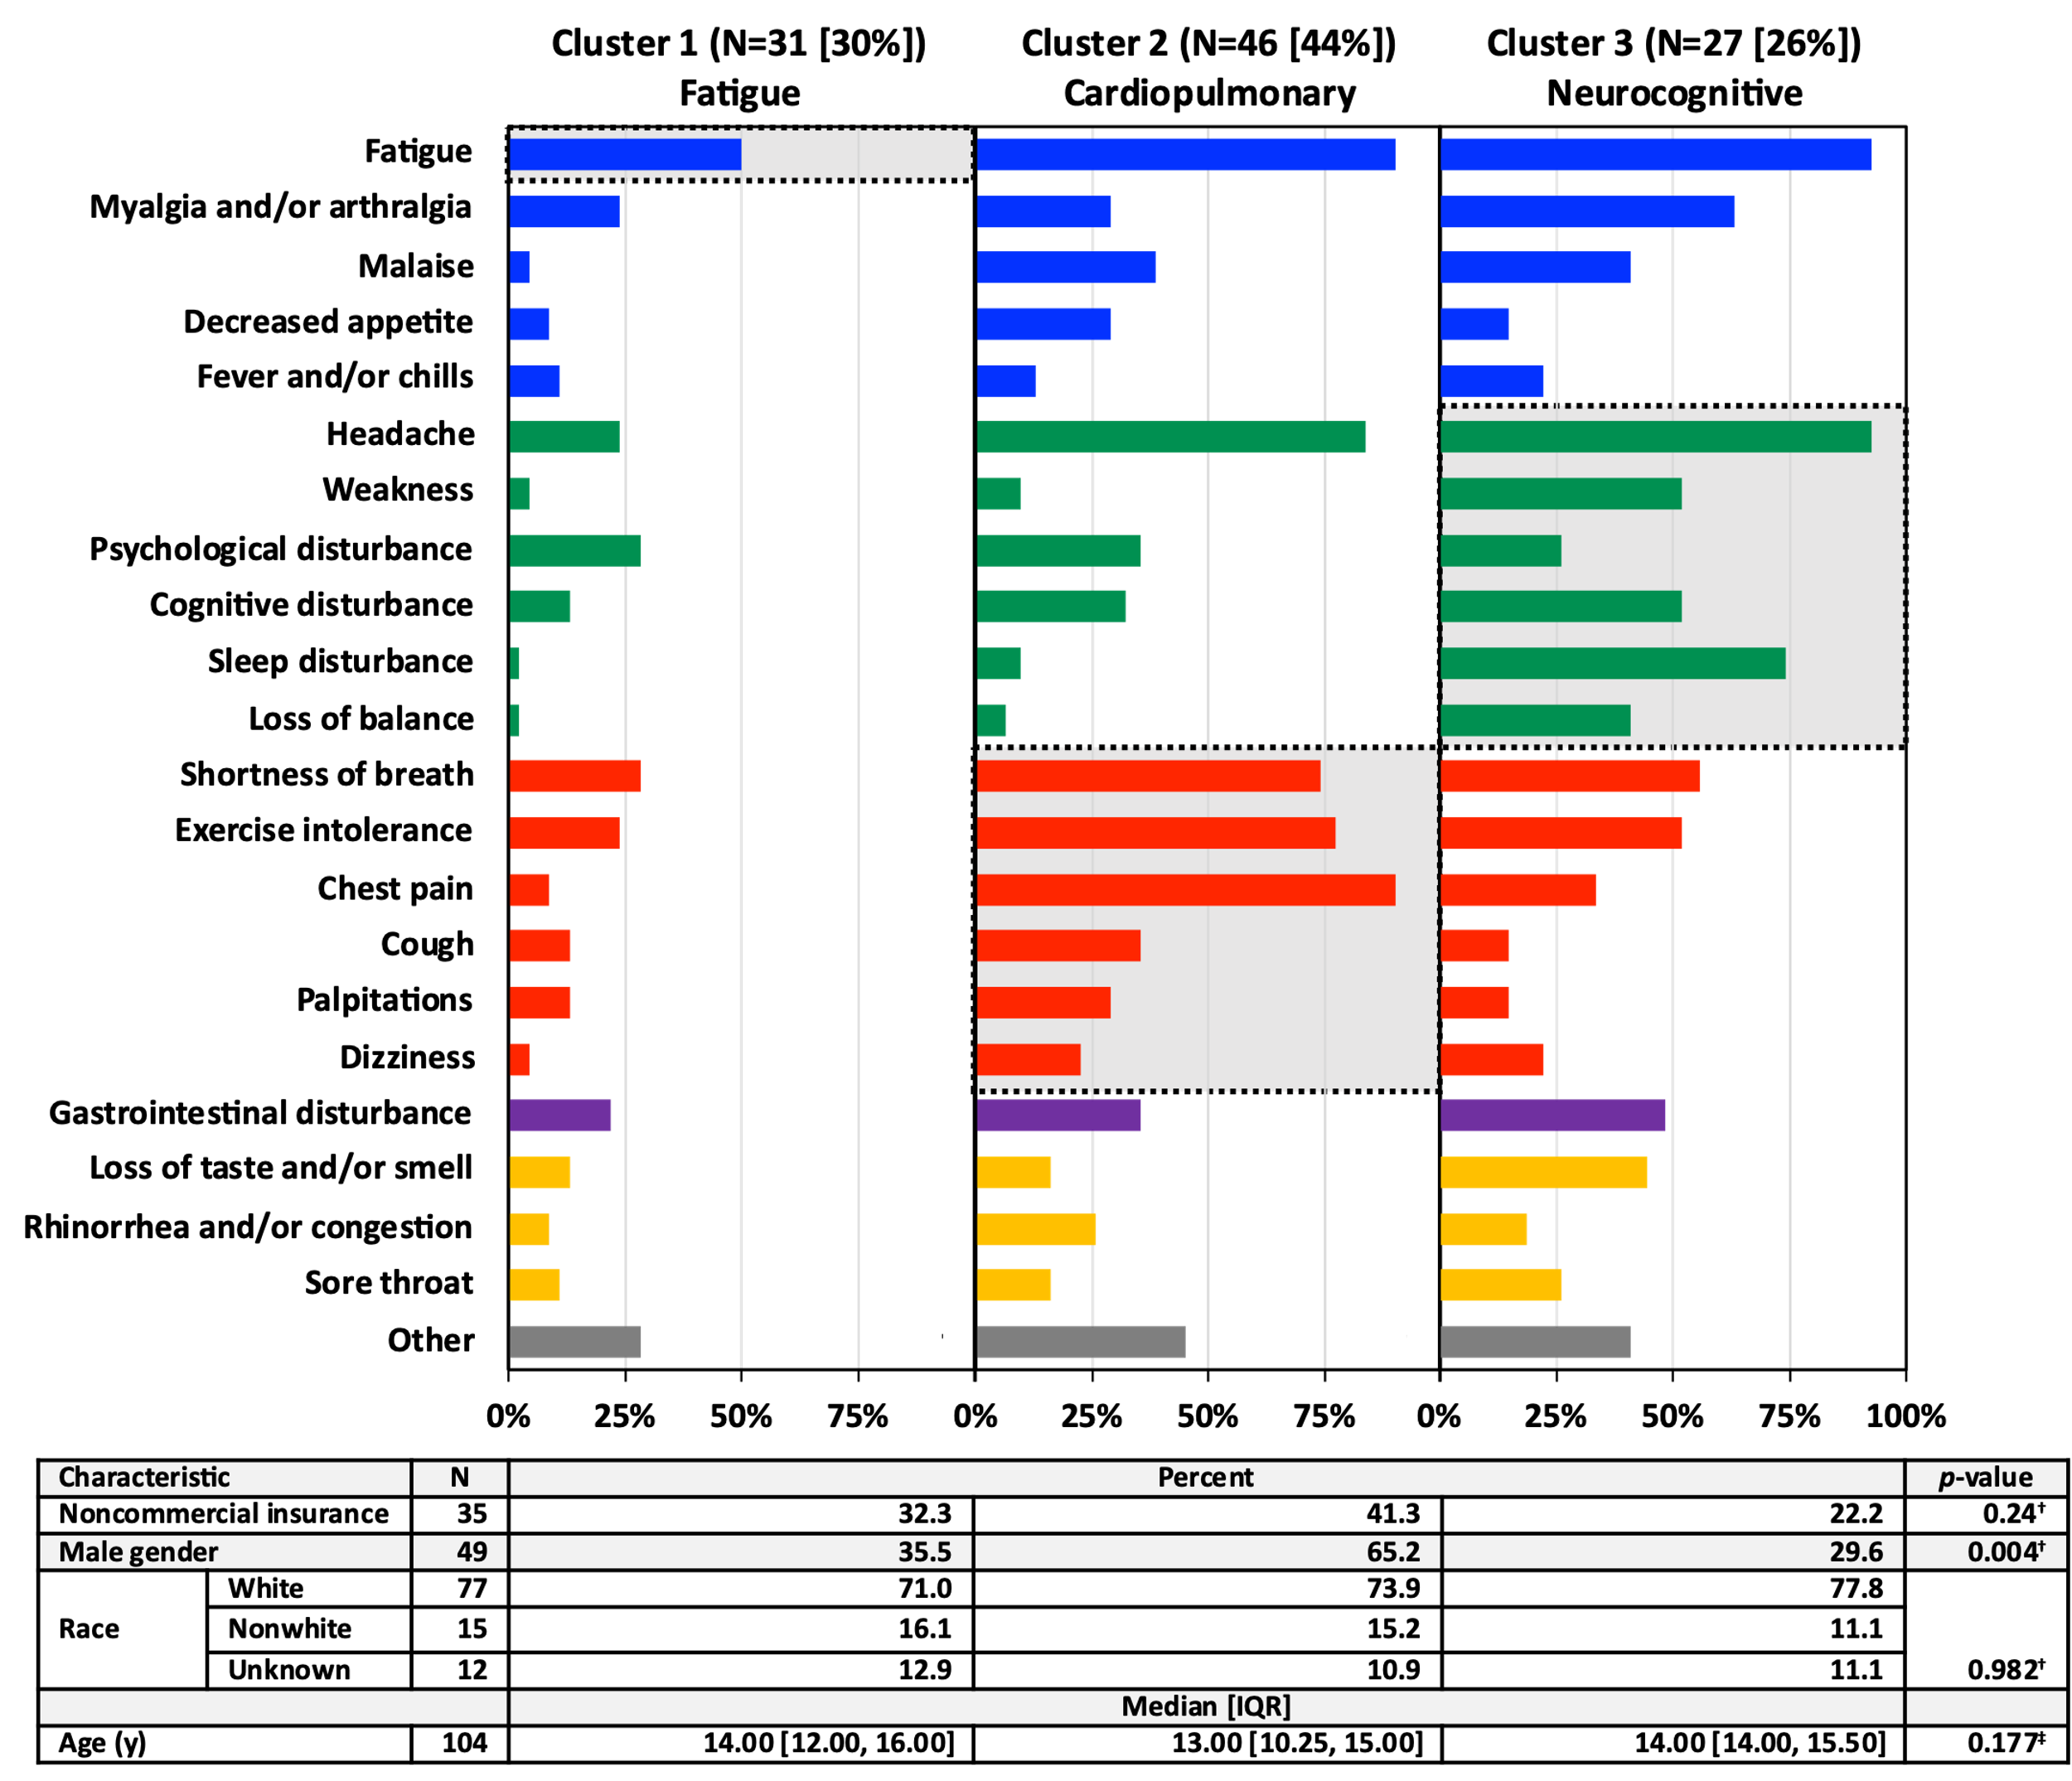 Cluster 1 (N=31 [30%]) Cluster 2 (N=46 [44%]) Cluster 3 (N=27 [26%])
Fatigue Cardiopulmonary Neurocognitive
Fatigue
Myalgia and/or arthralgia
Malaise
Decreased appetite
Fever and/or chills
Headache
Weakness
Psychological disturbance
Cognitive disturbance
Sleep disturbance
Loss of balance
Shortness of breath
Exercise intolerance
Chest pain
Cough
Palpitations
Dizziness
Gastrointestinal disturbance
Loss of taste and/or smell
Rhinorrhea and/or congestion
Sore throat
Other
0% 25% 50% 75% 0% 25% 50% 75% 0% 25% 50% 75% 100%
Characteristic N Percent p-value
Noncommercial insurance 35 32.3 41.3 22.2 0.24†
Male gender 49 35.5 65.2 29.6 0.004†
White 77 71.0 73.9 77.8
Race Nonwhite 15 16.1 15.2 11.1
Unknown 12 12.9 10.9 11.1 0.982†
Median [IQR]
Age (y) 104 14.00 [12.00, 16.00] 13.00 [10.25, 15.00] 14.00 [14.00, 15.50] 0.177‡